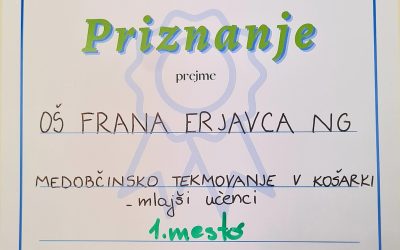 Priznanje
prejme
OŠ FRANA ERJAVCA NG
MEDOBČINSKO TEKMOVANJE V KOŠARKI
- mlajši učenci
1. mesto